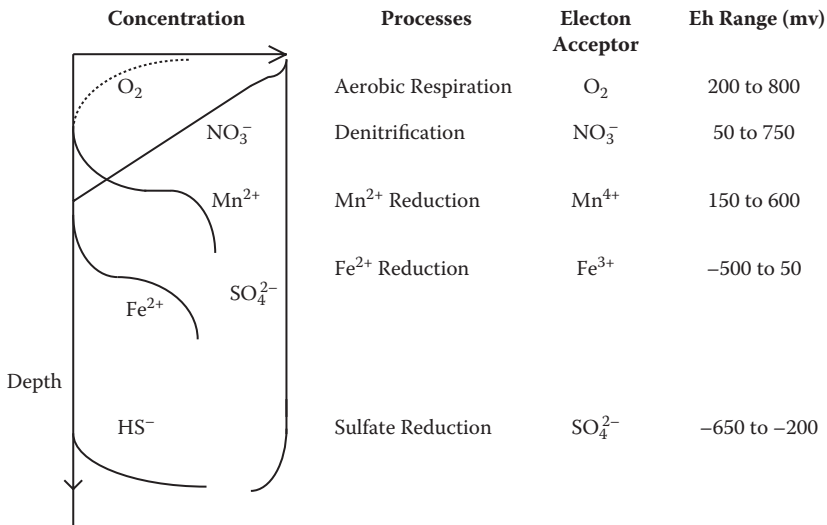 Concentration Processes Electon Acceptor Eh Range (mv)
O₂ Aerobic Respiration O₂ 200 to 800
NO₃⁻ Denitrification NO₃⁻ 50 to 750
Mn²⁺ Mn²⁺ Reduction Mn⁴⁺ 150 to 600
Fe²⁺ Reduction Fe³⁺ –500 to 50
SO₄²⁻
Fe²⁺
Depth
HS⁻ Sulfate Reduction SO₄²⁻ –650 to –200